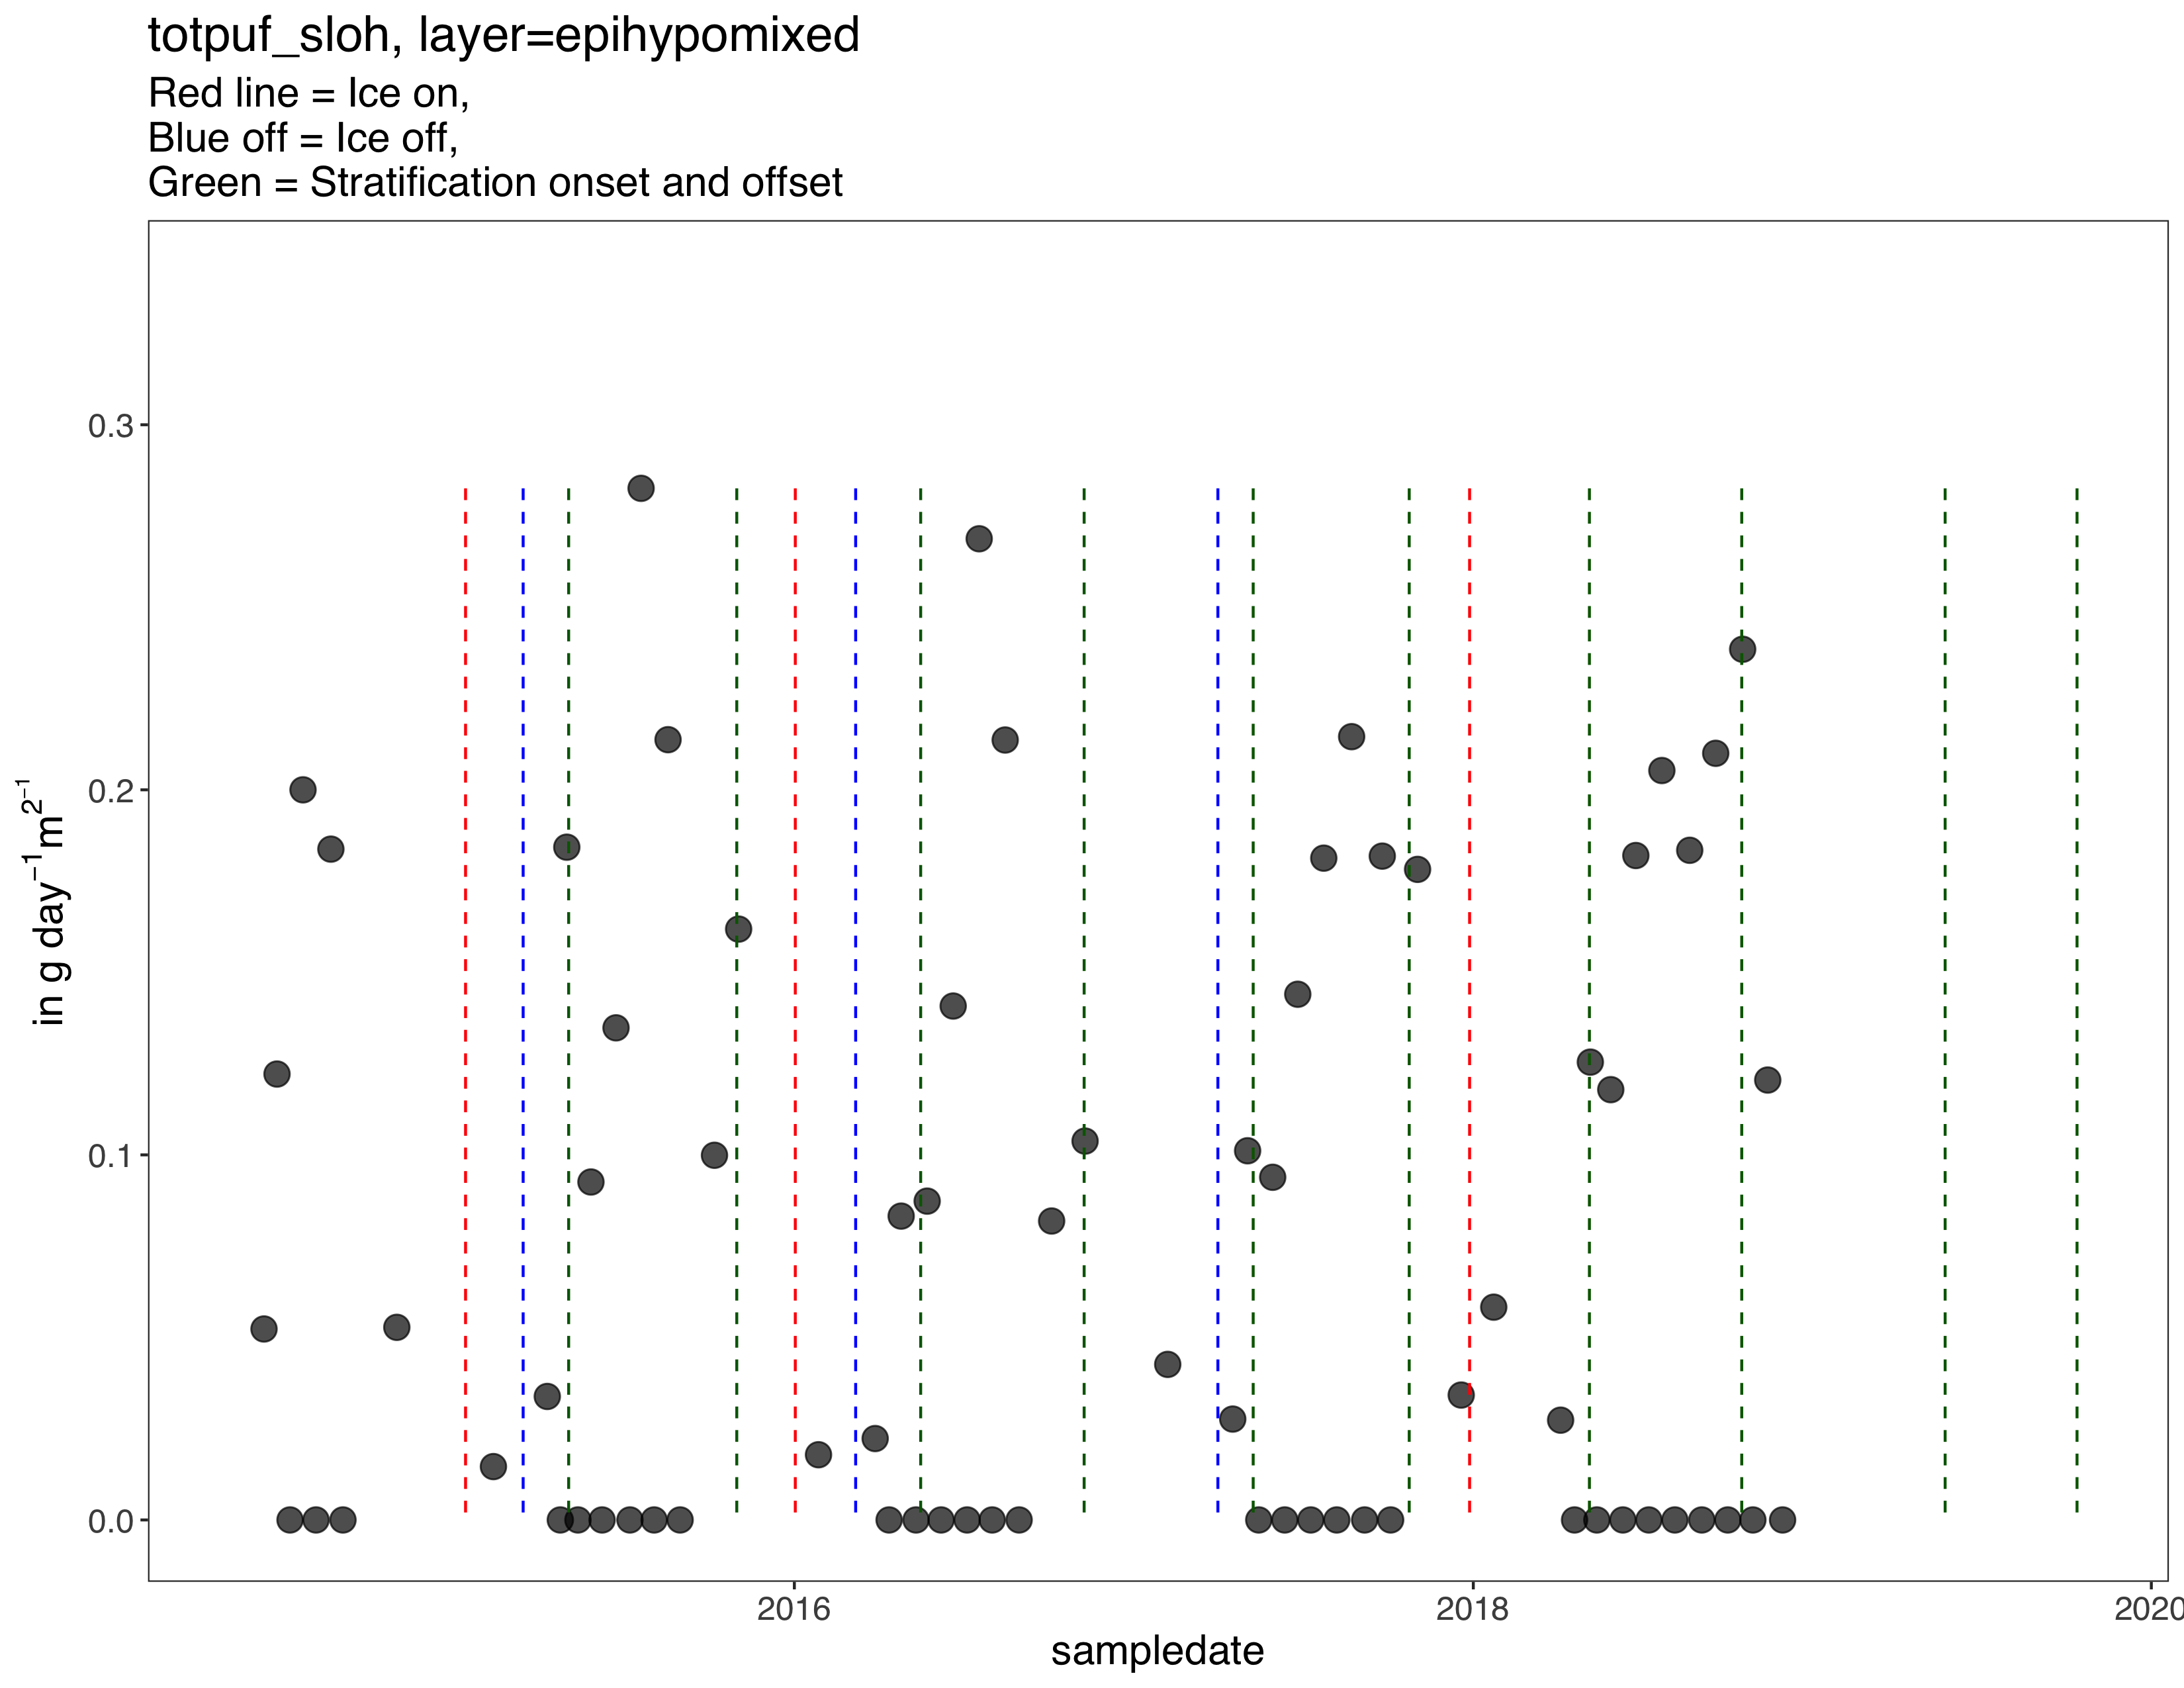 totpuf_sloh, layer=epihypomixed
Red line = Ice on,
Blue off = Ice off,
Green = Stratification onset and offset
in g day⁻¹m²⁻¹
0.3
0.2
0.1
0.0
2016
2018
2020
sampledate